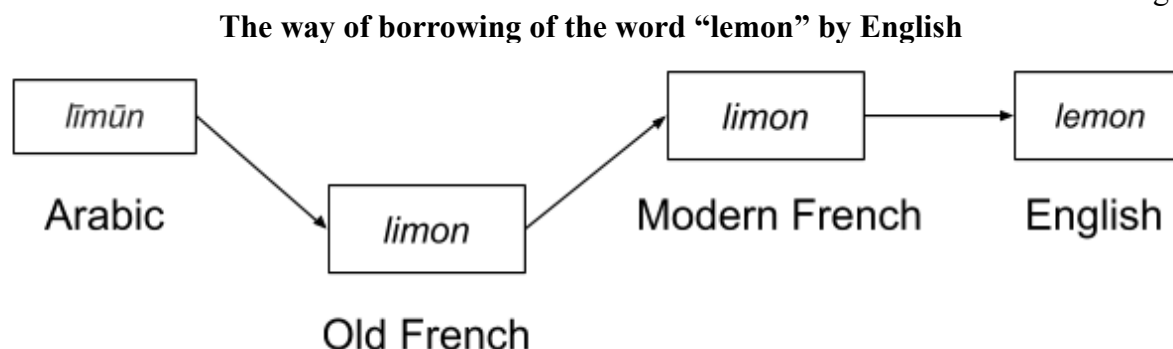 The way of borrowing of the word “lemon” by English
līmūn
limon
limon
lemon
Arabic
Old French
Modern French
English